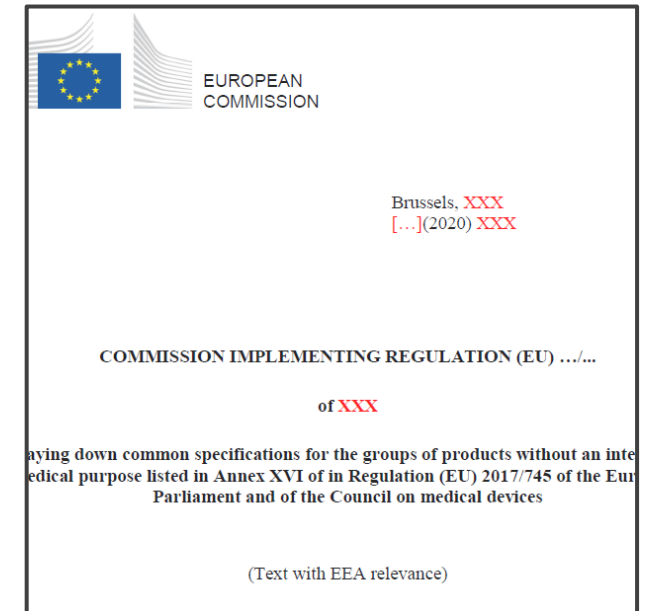 EUROPEAN
COMMISSION
Brussels, XXX
[…](2020) XXX
COMMISSION IMPLEMENTING REGULATION (EU) …/...
of XXX
aying down common specifications for the groups of products without an inte
edical purpose listed in Annex XVI of in Regulation (EU) 2017/745 of the Eur
Parliament and of the Council on medical devices
(Text with EEA relevance)